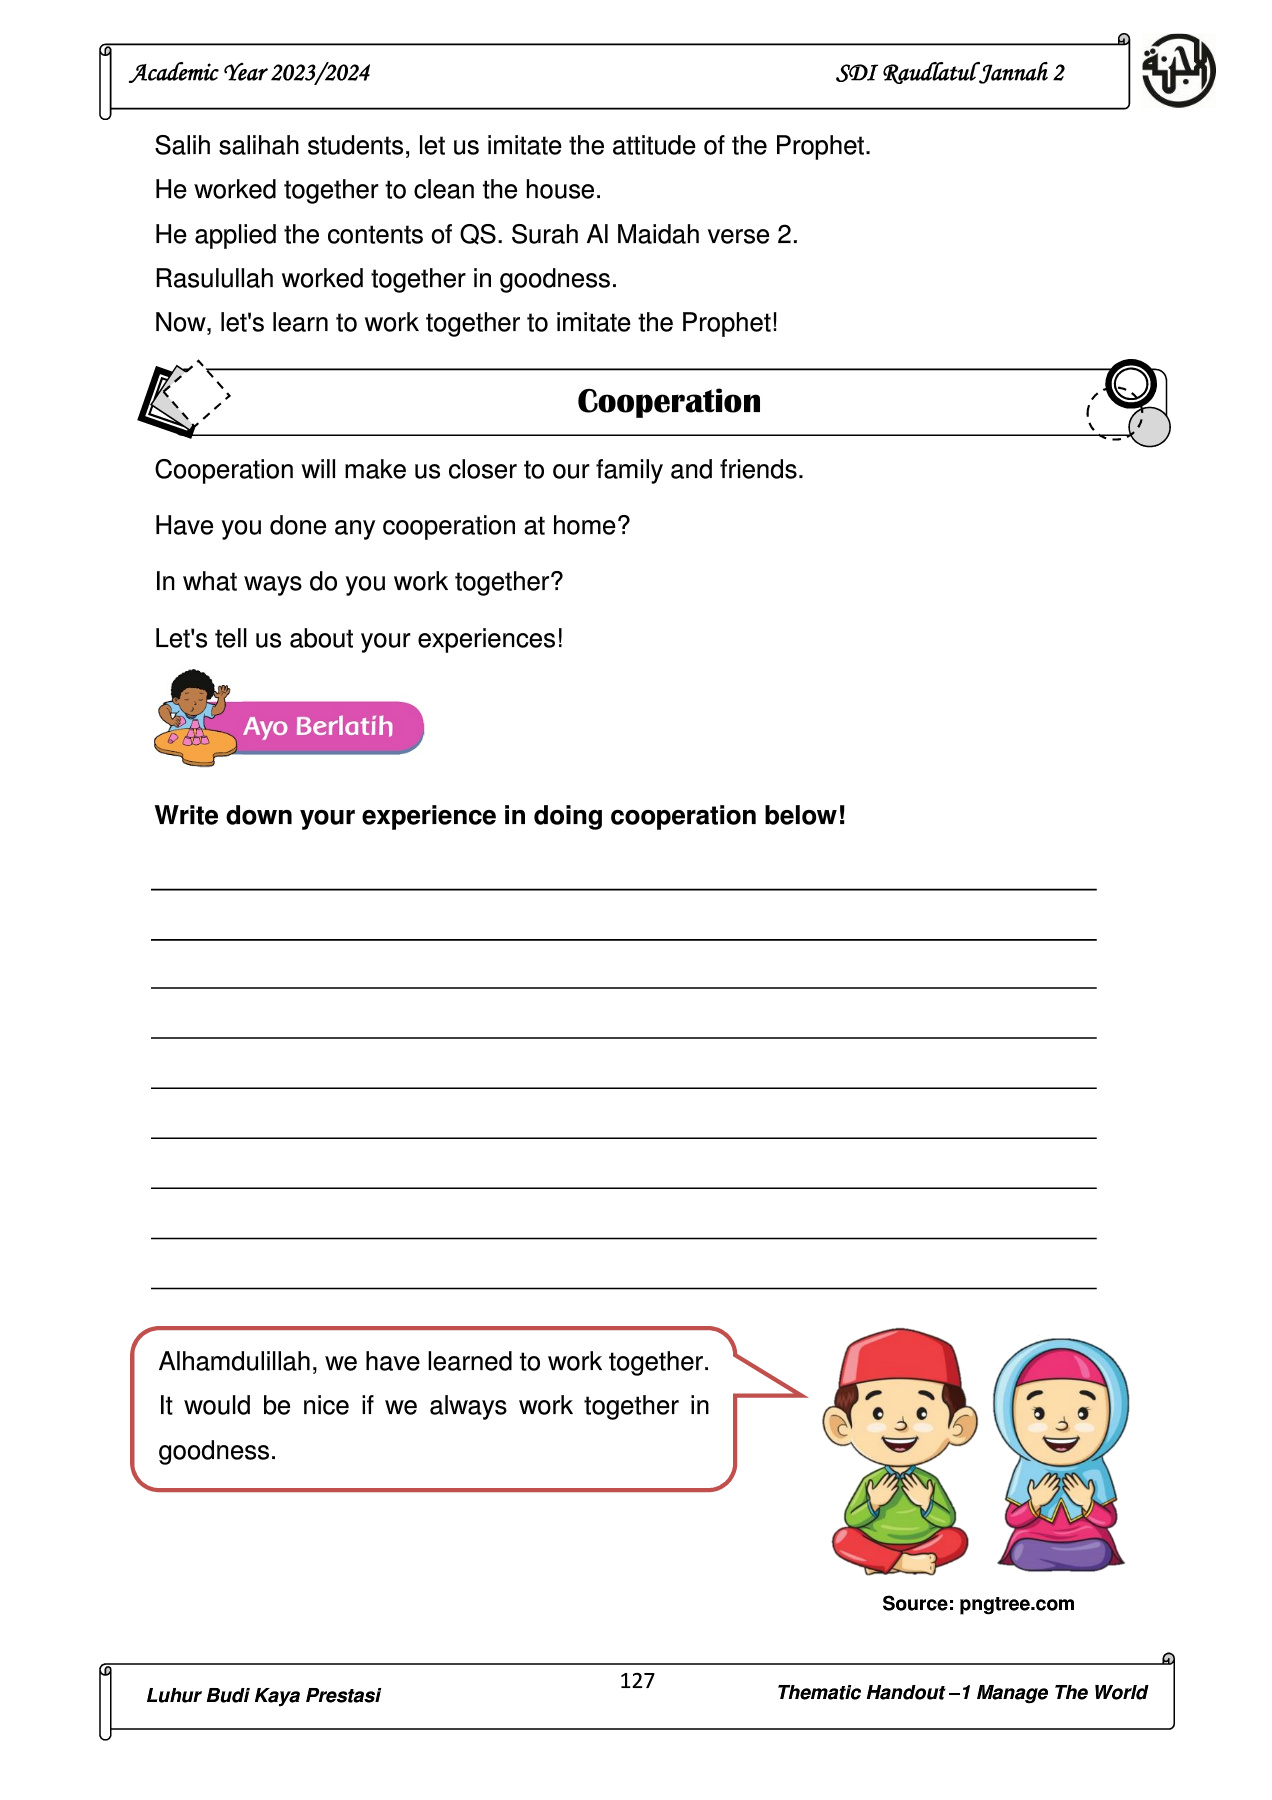 Academic Year 2023/2024 SDI Raudlatul Jannah 2
Salih salihah students, let us imitate the attitude of the Prophet.
He worked together to clean the house.
He applied the contents of QS. Surah Al Maidah verse 2.
Rasulullah worked together in goodness.
Now, let's learn to work together to imitate the Prophet!
Cooperation
Cooperation will make us closer to our family and friends.
Have you done any cooperation at home?
In what ways do you work together?
Let's tell us about your experiences!
Ayo Berlatih
Write down your experience in doing cooperation below!
Alhamdulillah, we have learned to work together.
It would be nice if we always work together in
goodness.
Source: pngtree.com
127
Luhur Budi Kaya Prestasi Thematic Handout –1 Manage The World